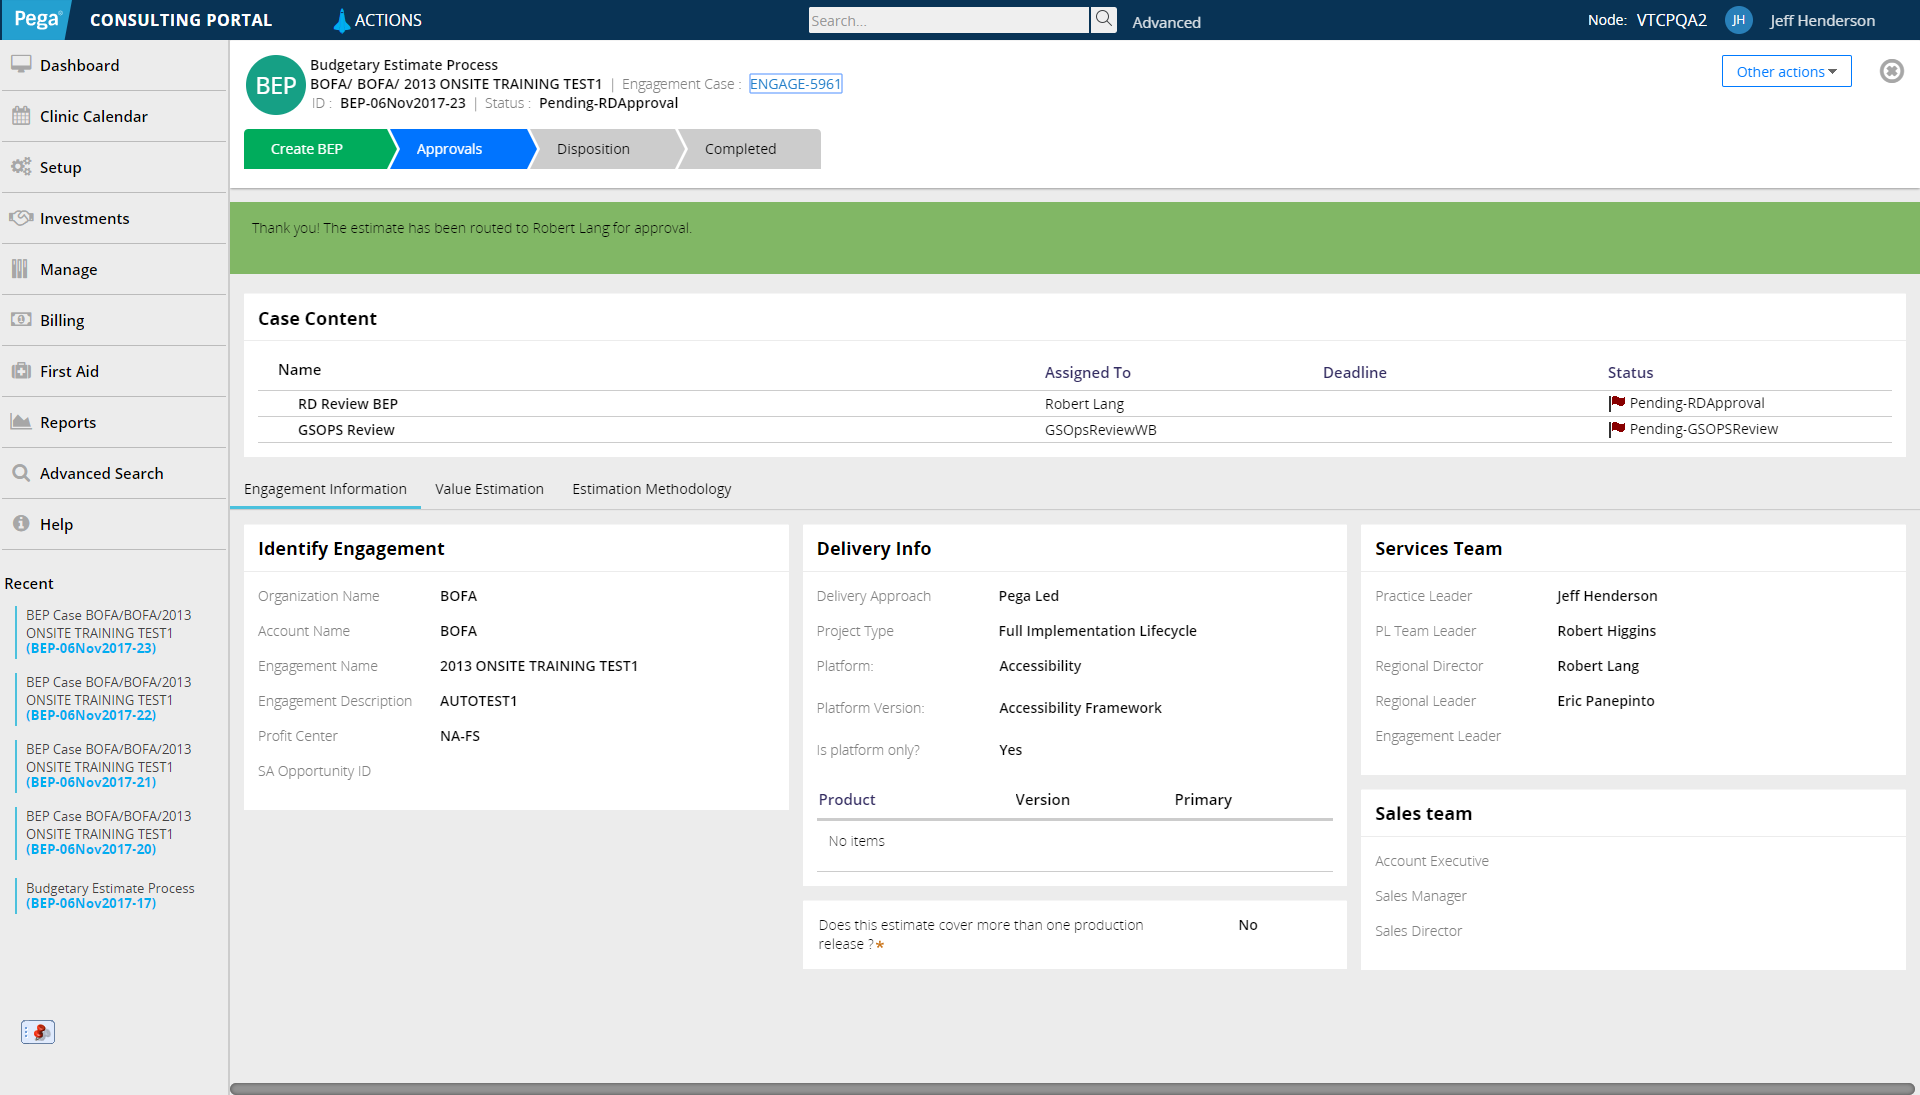 Pega® CONSULTING PORTAL ACTIONS Search... Advanced Node: VTCPQA2 JH Jeff Henderson
Dashboard
Clinic Calendar
Setup
Investments
Manage
Billing
First Aid
Reports
Advanced Search
Help
Recent
BEP Case BOFA/BOFA/2013
ONSITE TRAINING TEST1
(BEP-06Nov2017-23)
BEP Case BOFA/BOFA/2013
ONSITE TRAINING TEST1
(BEP-06Nov2017-22)
BEP Case BOFA/BOFA/2013
ONSITE TRAINING TEST1
(BEP-06Nov2017-21)
BEP Case BOFA/BOFA/2013
ONSITE TRAINING TEST1
(BEP-06Nov2017-20)
Budgetary Estimate Process
(BEP-06Nov2017-17)
BEP
Budgetary Estimate Process
BOFA/ BOFA/ 2013 ONSITE TRAINING TEST1 | Engagement Case : ENGAGE-5961
ID : BEP-06Nov2017-23 | Status : Pending-RDApproval
Other actions
Create BEP Approvals Disposition Completed
Thank you! The estimate has been routed to Robert Lang for approval.
Case Content
Name Assigned To Deadline Status
RD Review BEP Robert Lang Pending-RDApproval
GSOPS Review GSOpsReviewWB Pending-GSOPSReview
Engagement Information Value Estimation Estimation Methodology
Identify Engagement
Organization Name BOFA
Account Name BOFA
Engagement Name 2013 ONSITE TRAINING TEST1
Engagement Description AUTOTEST1
Profit Center NA-FS
SA Opportunity ID
Delivery Info
Delivery Approach Pega Led
Project Type Full Implementation Lifecycle
Platform: Accessibility
Platform Version: Accessibility Framework
Is platform only? Yes
Product Version Primary
No items
Does this estimate cover more than one production No
release ?*
Services Team
Practice Leader Jeff Henderson
PL Team Leader Robert Higgins
Regional Director Robert Lang
Regional Leader Eric Panepinto
Engagement Leader
Sales team
Account Executive
Sales Manager
Sales Director